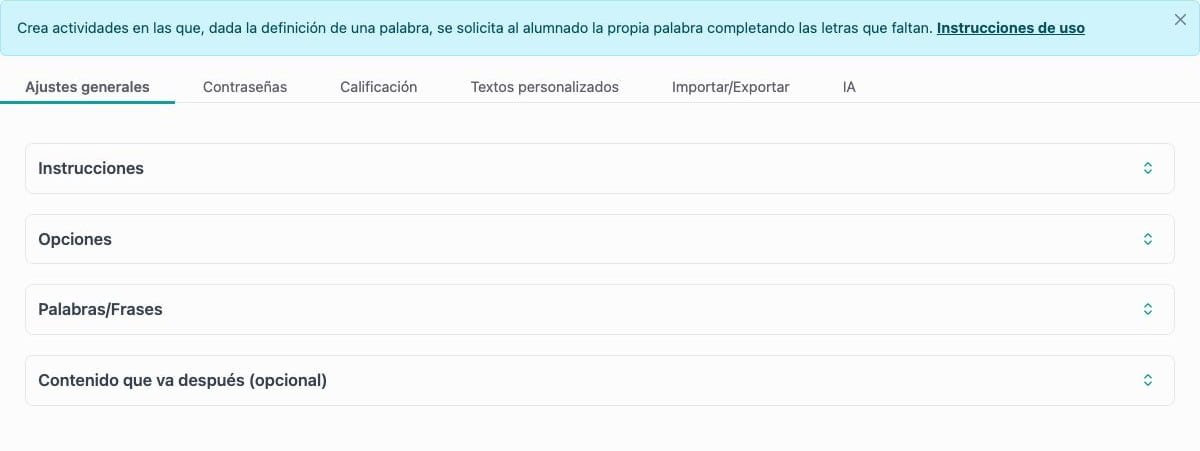 Crea actividades en las que, dada la definición de una palabra, se solicita al alumnado la propia palabra completando las letras que faltan. Instrucciones de uso
Ajustes generales Contraseñas Calificación Textos personalizados Importar/Exportar IA
Instrucciones
Opciones
Palabras/Frases
Contenido que va después (opcional)